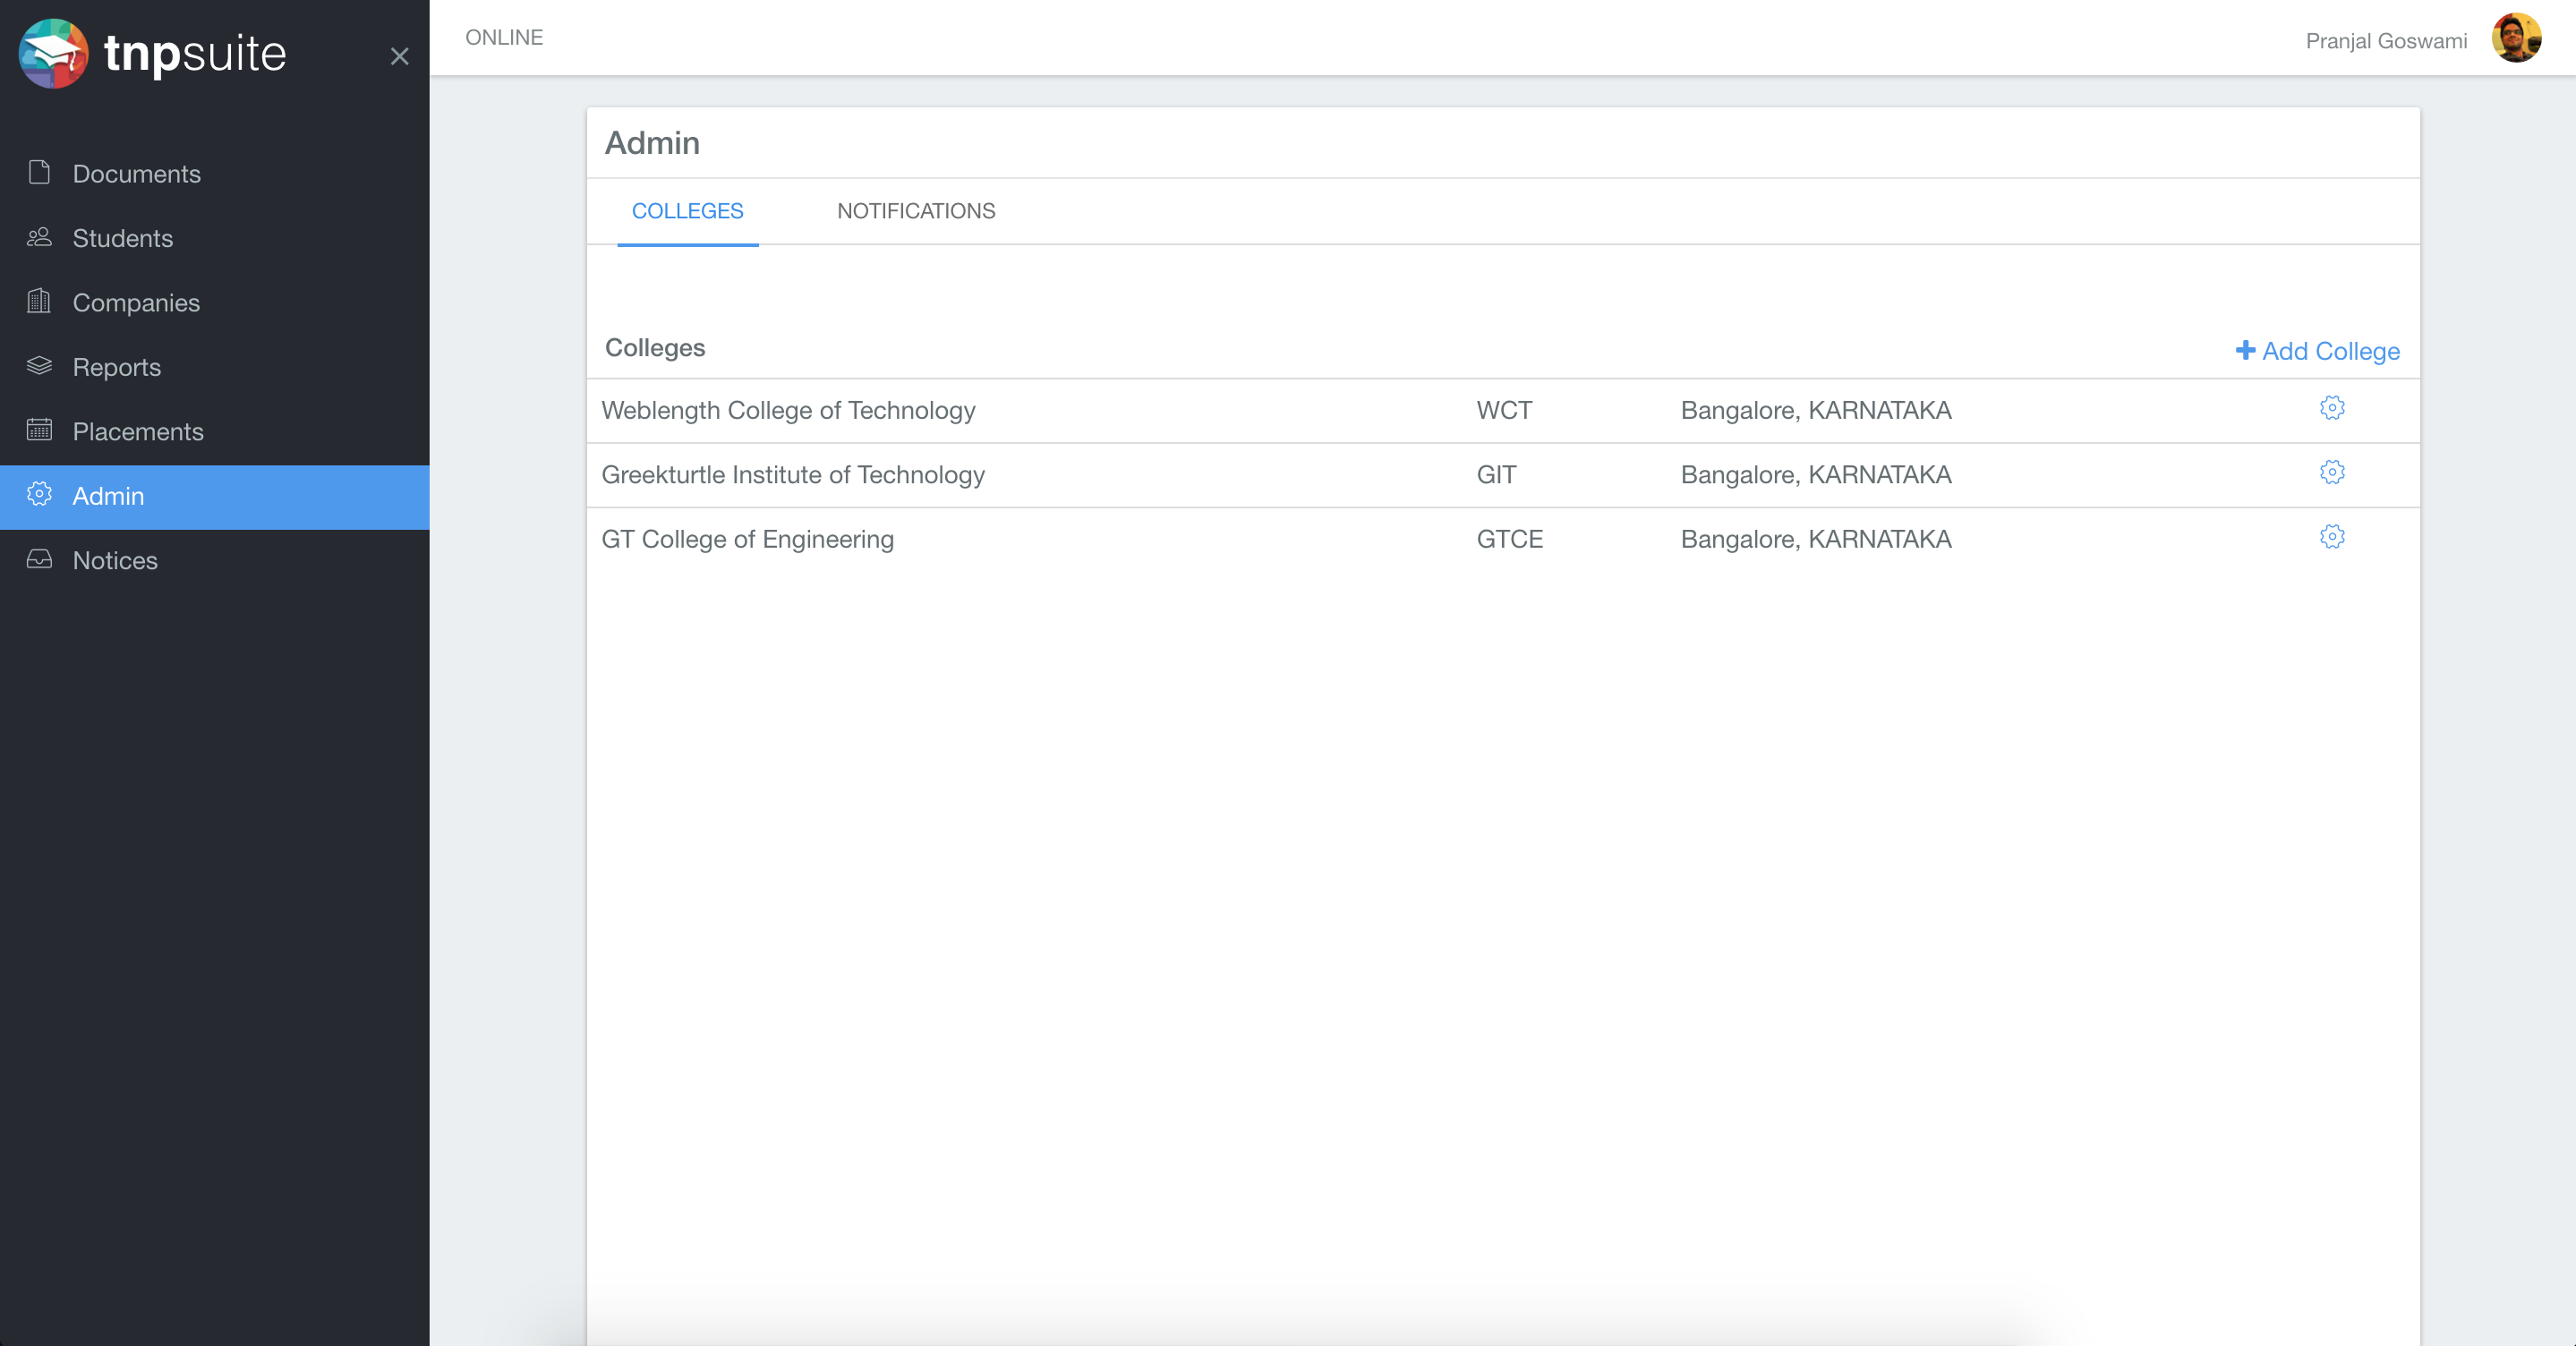 tnpsuite
ONLINE
Pranjal Goswami
Documents
Students
Companies
Reports
Placements
Admin
Notices
Admin
COLLEGES NOTIFICATIONS
Colleges
Add College
Weblength College of Technology WCT Bangalore, KARNATAKA
Greekturtle Institute of Technology GIT Bangalore, KARNATAKA
GT College of Engineering GTCE Bangalore, KARNATAKA